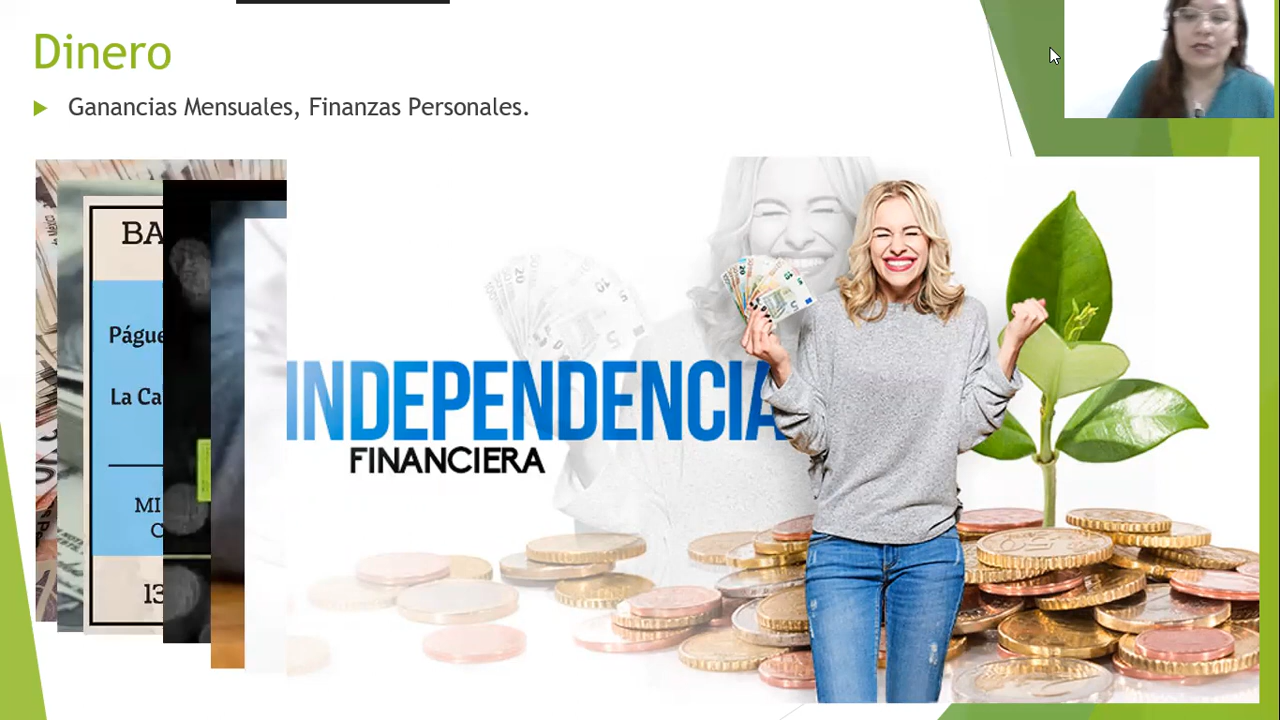 Dinero
Ganancias Mensuales, Finanzas Personales.
BA
Págue
La Ca
MI
C
13
INDEPENDENCIA
FINANCIERA